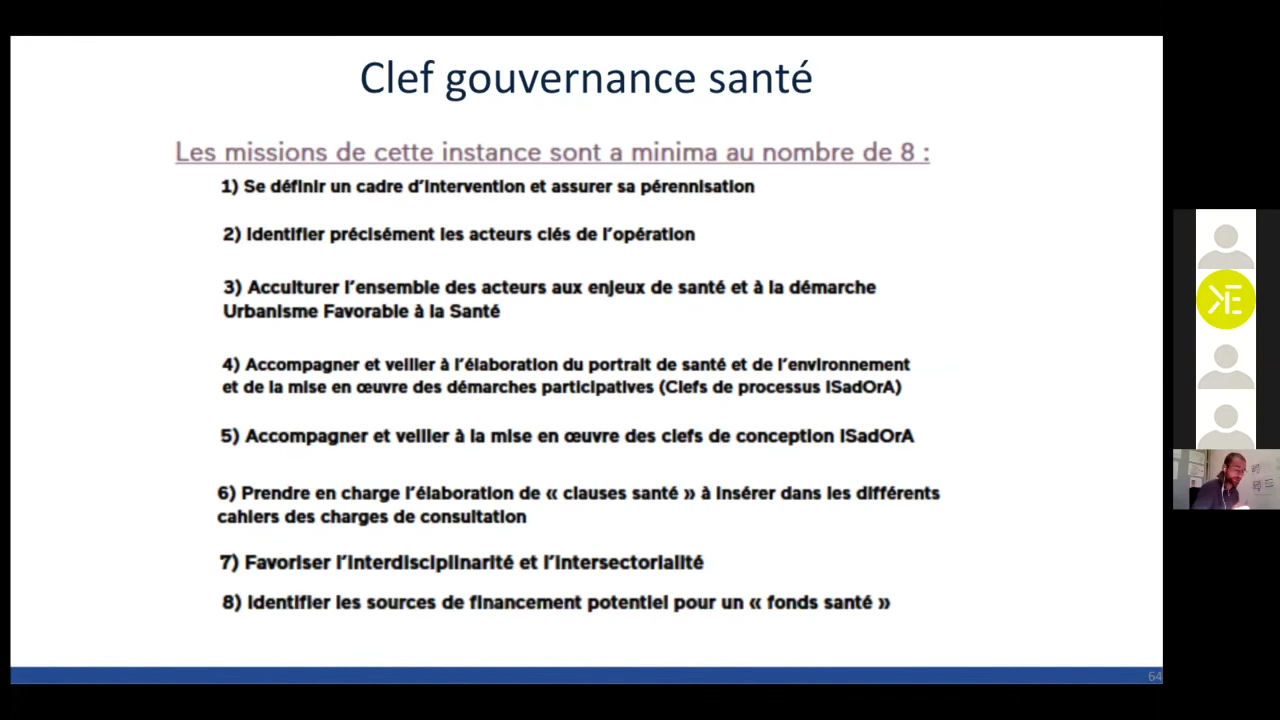 Clef gouvernance santé
Les missions de cette instance sont a minima au nombre de 8 :
1) Se définir un cadre d'intervention et assurer sa pérennisation
2) Identifier précisément les acteurs clés de l'opération
3) Acculturer l'ensemble des acteurs aux enjeux de santé et à la démarche
Urbanisme Favorable à la Santé
4) Accompagner et veiller à l'élaboration du portrait de santé et de l'environnement
et de la mise en œuvre des démarches participatives (Clefs de processus ISadOrA)
5) Accompagner et veiller à la mise en œuvre des clefs de conception ISadOrA
6) Prendre en charge l'élaboration de « clauses santé » à insérer dans les différents
cahiers des charges de consultation
7) Favoriser l'interdisciplinarité et l'intersectorialité
8) Identifier les sources de financement potentiel pour un « fonds santé »
64